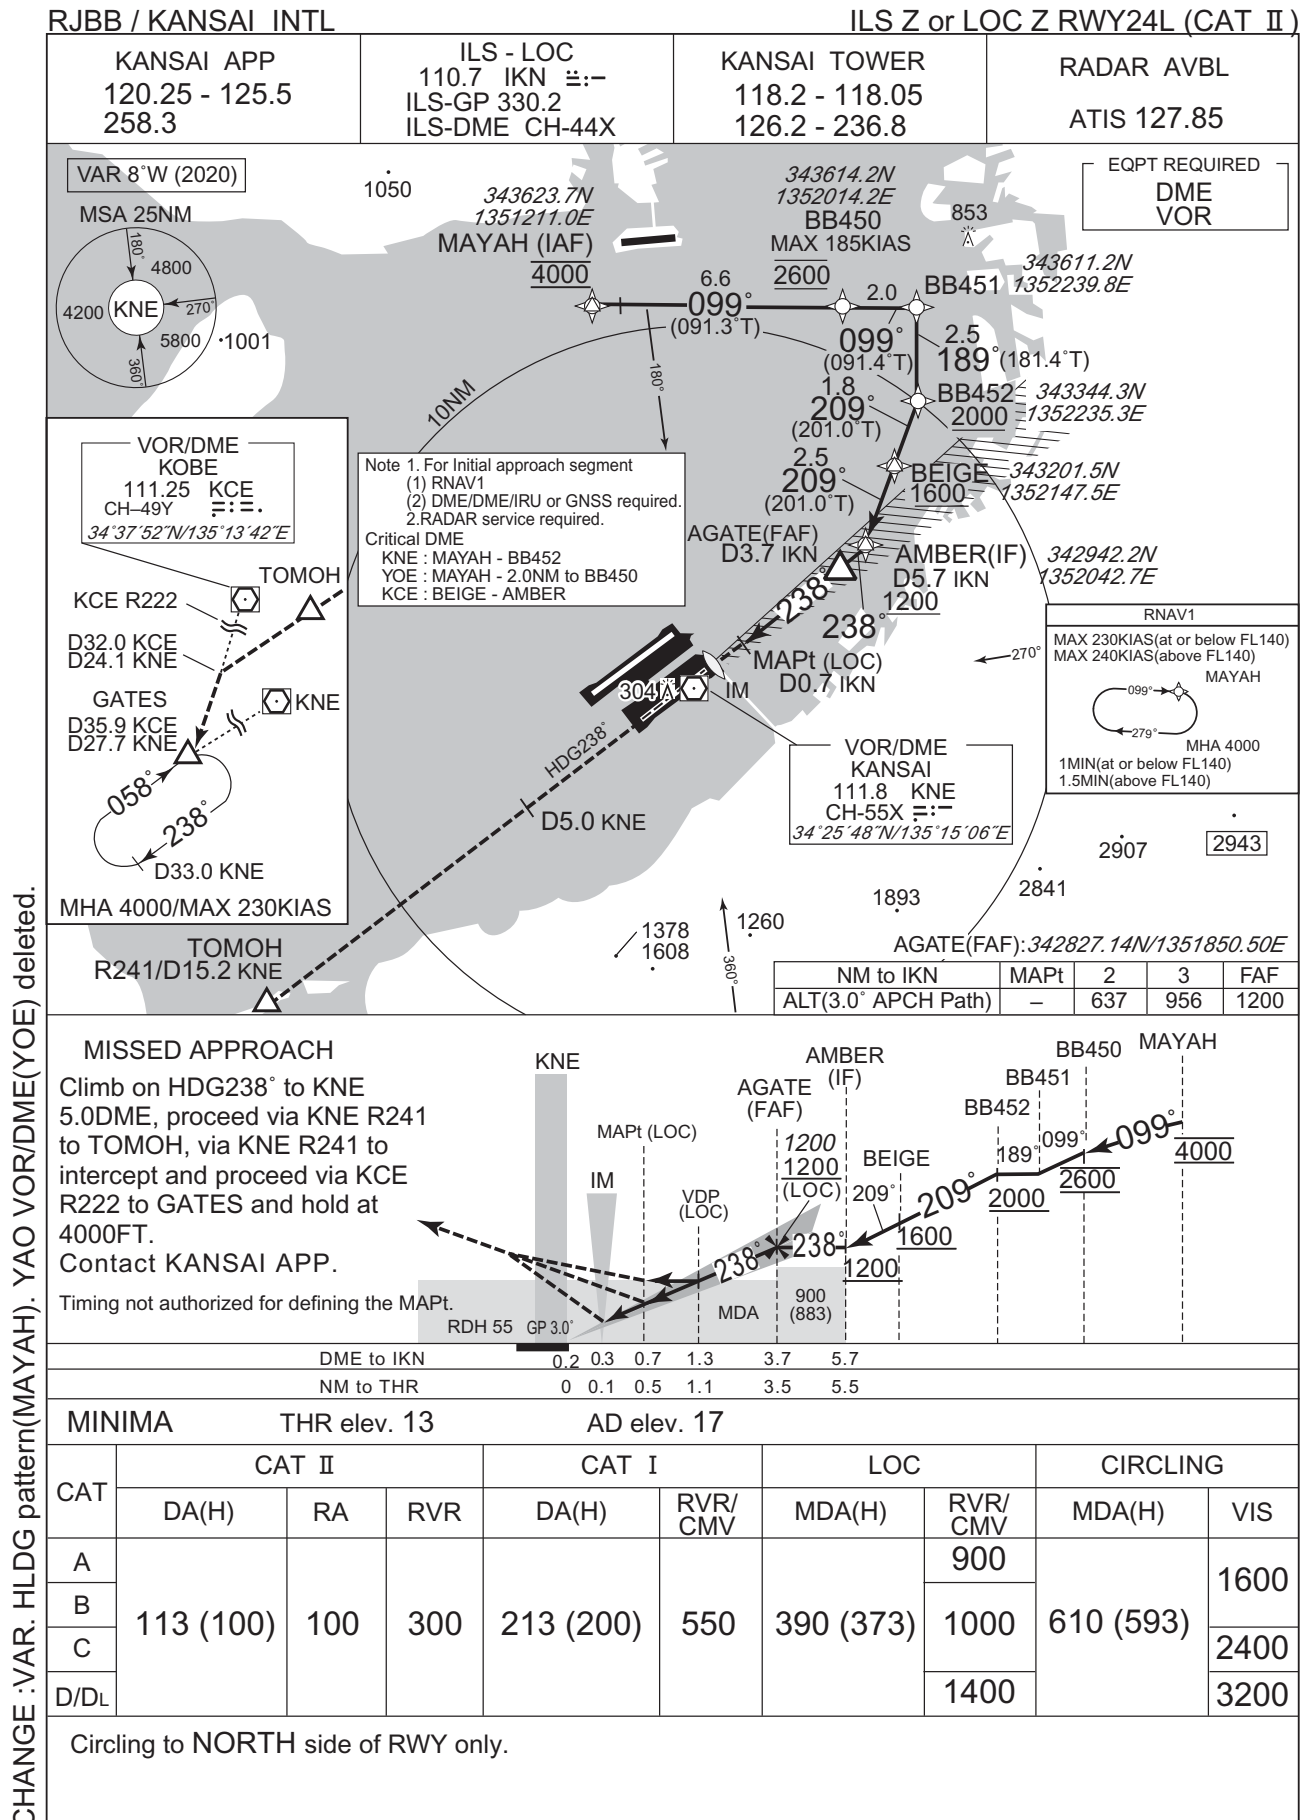 RJBB / KANSAI INTL
ILS Z or LOC Z RWY24L (CAT Ⅱ)
KANSAI APP
120.25 - 125.5
258.3
ILS - LOC
110.7 IKN
ILS-GP 330.2
ILS-DME CH-44X
KANSAI TOWER
118.2 - 118.05
126.2 - 236.8
RADAR AVBL
ATIS 127.85
VAR 8˚W (2020)
MSA 25NM
180˚
4800
4200
KNE
270˚
5800
360˚
1050
1001
343623.7N
1351211.0E
MAYAH (IAF)
4000
343614.2N
1352014.2E
BB450
MAX 185KIAS
2600
853
EQPT REQUIRED
DME
VOR
343611.2N
1352239.8E
BB451
6.6
099˚
(091.3˚T)
2.0
099˚
(091.4˚T)
2.5
189˚(181.4˚T)
180˚
10NM
1.8
209˚
(201.0˚T)
BB452
2000
343344.3N
1352235.3E
2.5
209˚
(201.0˚T)
BEIGE
1600
343201.5N
1352147.5E
VOR/DME
KOBE
111.25 KCE
CH–49Y
34˚37´52˝N/135˚13´42˝E
KCE R222
TOMOH
D32.0 KCE
D24.1 KNE
GATES
D35.9 KCE
D27.7 KNE
KNE
058˚
238˚
D33.0 KNE
MHA 4000/MAX 230KIAS
Note 1. For Initial approach segment
(1) RNAV1
(2) DME/DME/IRU or GNSS required.
2.RADAR service required.
Critical DME
KNE : MAYAH - BB452
YOE : MAYAH - 2.0NM to BB450
KCE : BEIGE - AMBER
AGATE(FAF)
D3.7 IKN
AMBER(IF)
D5.7 IKN
1200
342942.2N
1352042.7E
238˚
238˚
MAPt (LOC)
D0.7 IKN
304
IM
270˚
RNAV1
MAX 230KIAS(at or below FL140)
MAX 240KIAS(above FL140)
MAYAH
099˚
279˚
MHA 4000
1MIN(at or below FL140)
1.5MIN(above FL140)
HDG238˚
D5.0 KNE
VOR/DME
KANSAI
111.8 KNE
CH-55X
34˚25´48˝N/135˚15´06˝E
2907
2943
2841
1893
1378
1608
1260
360˚
TOMOH
R241/D15.2 KNE
AGATE(FAF):342827.14N/1351850.50E
NM to IKN MAPt 2 3 FAF
ALT(3.0˚ APCH Path) – 637 956 1200
MISSED APPROACH
Climb on HDG238˚ to KNE
5.0DME, proceed via KNE R241
to TOMOH, via KNE R241 to
intercept and proceed via KCE
R222 to GATES and hold at
4000FT.
Contact KANSAI APP.
Timing not authorized for defining the MAPt.
KNE
MAPt (LOC)
IM
VDP
(LOC)
AGATE
(FAF)
1200
1200
(LOC)
AMBER
(IF)
BEIGE
BB452
BB451
BB450
MAYAH
099˚
4000
099˚
2600
189˚
2000
209˚
209˚
1600
1200
238˚
238˚
MDA
900
(883)
RDH 55 GP 3.0˚
DME to IKN 0.2 0.3 0.7 1.3 3.7 5.7
NM to THR 0 0.1 0.5 1.1 3.5 5.5
MINIMA THR elev. 13 AD elev. 17
CAT CAT Ⅱ CAT Ⅰ LOC CIRCLING
DA(H) RA RVR DA(H) RVR/CMV MDA(H) RVR/CMV MDA(H) VIS
A
B
C
D/DL
113 (100) 100 300 213 (200) 550 390 (373)
900
1000
1400
610 (593)
1600
2400
3200
Circling to NORTH side of RWY only.
CHANGE :VAR. HLDG pattern(MAYAH). YAO VOR/DME(YOE) deleted.